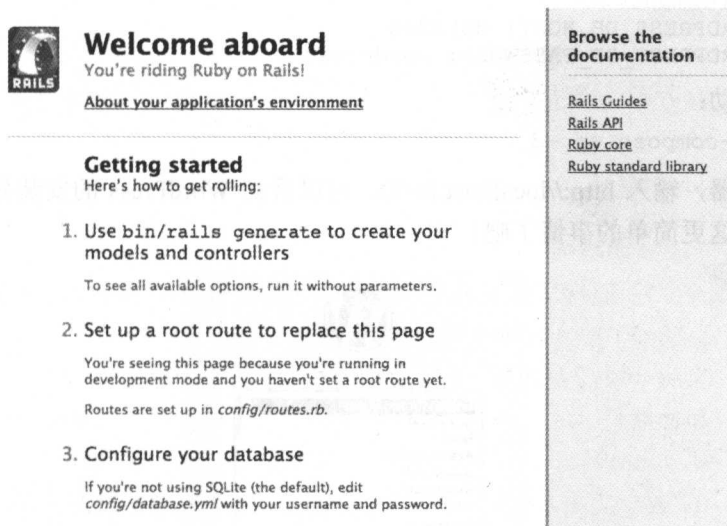 RAILS
Welcome aboard
You're riding Ruby on Rails!
About your application's environment
Getting started
Here's how to get rolling:
1. Use bin/rails generate to create your
models and controllers
To see all available options, run it without parameters.
2. Set up a root route to replace this page
You're seeing this page because you're running in
development mode and you haven't set a root route yet.
Routes are set up in config/routes.rb.
3. Configure your database
If you're not using SQLite (the default), edit
config/database.yml with your username and password.
Browse the
documentation
Rails Guides
Rails API
Ruby core
Ruby standard library